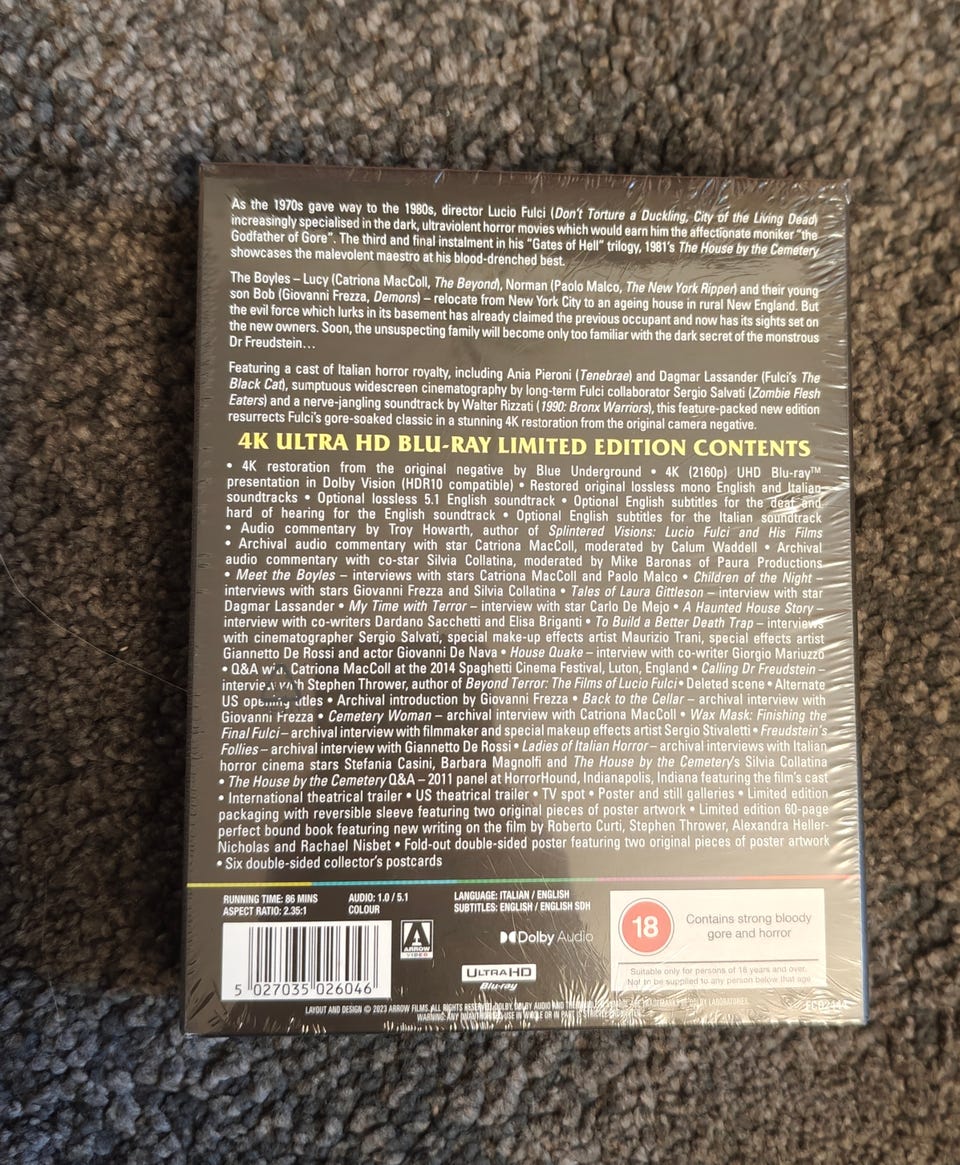 As the 1970s gave way to the 1980s, director Lucio Fulci (Don't Torture a Duckling, City of the Living Dead)
increasingly specialised in the dark, ultraviolent horror movies which would earn him the affectionate moniker "the
Godfather of Gore". The third and final instalment in his "Gates of Hell" trilogy, 1981's The House by the Cemetery
showcases the malevolent maestro at his blood-drenched best.
The Boyles – Lucy (Catriona MacColl, The Beyond), Norman (Paolo Malco, The New York Ripper) and their young
son Bob (Giovanni Frezza, Demons) – relocate from New York City to an ageing house in rural New England. But
the evil force which lurks in its basement has already claimed the previous occupant and now has its sights set on
the new owners. Soon, the unsuspecting family will become only too familiar with the dark secret of the monstrous
Dr Freudstein...
Featuring a cast of Italian horror royalty, including Ania Pieroni (Tenebrae) and Dagmar Lassander (Fulci's The
Black Cat), sumptuous widescreen cinematography by long-term Fulci collaborator Sergio Salvati (Zombie Flesh
Eaters) and a nerve-jangling soundtrack by Walter Rizzati (1990: Bronx Warriors), this feature-packed new edition
resurrects Fulci's gore-soaked classic in a stunning 4K restoration from the original camera negative.
4K ULTRA HD BLU-RAY LIMITED EDITION CONTENTS
• 4K restoration from the original negative by Blue Underground • 4K (2160p) UHD Blu-ray™
presentation in Dolby Vision (HDR10 compatible) • Restored original lossless mono English and Italian
soundtracks • Optional lossless 5.1 English soundtrack • Optional English subtitles for the deaf and
hard of hearing for the English soundtrack • Optional English subtitles for the Italian soundtrack
• Audio commentary by Troy Howarth, author of Splintered Visions: Lucio Fulci and His Films
• Archival audio commentary with star Catriona MacColl, moderated by Calum Waddell • Archival
audio commentary with co-star Silvia Collatina, moderated by Mike Baronas of Paura Productions
• Meet the Boyles – interviews with stars Catriona MacColl and Paolo Malco • Children of the Night –
interviews with stars Giovanni Frezza and Silvia Collatina • Tales of Laura Gittleson – interview with star
Dagmar Lassander • My Time with Terror – interview with star Carlo De Mejo • A Haunted House Story –
interview with co-writers Dardano Sacchetti and Elisa Briganti • To Build a Better Death Trap – interviews
with cinematographer Sergio Salvati, special make-up effects artist Maurizio Trani, special effects artist
Giannetto De Rossi and actor Giovanni De Nava • House Quake – interview with co-writer Giorgio Mariuzzo
• Q&A with Catriona MacColl at the 2014 Spaghetti Cinema Festival, Luton, England • Calling Dr Freudstein –
interview with Stephen Thrower, author of Beyond Terror: The Films of Lucio Fulci • Deleted scene • Alternate
US opening titles • Archival introduction by Giovanni Frezza • Back to the Cellar – archival interview with
Giovanni Frezza • Cemetery Woman – archival interview with Catriona MacColl • Wax Mask: Finishing the
Final Fulci – archival interview with filmmaker and special makeup effects artist Sergio Stivaletti • Freudstein's
Follies – archival interview with Giannetto De Rossi • Ladies of Italian Horror – archival interviews with Italian
horror cinema stars Stefania Casini, Barbara Magnolfi and The House by the Cemetery's Silvia Collatina
• The House by the Cemetery Q&A – 2011 panel at HorrorHound, Indianapolis, Indiana featuring the film's cast
• International theatrical trailer • US theatrical trailer • TV spot • Poster and still galleries • Limited edition
packaging with reversible sleeve featuring two original pieces of poster artwork • Limited edition 60-page
perfect bound book featuring new writing on the film by Roberto Curti, Stephen Thrower, Alexandra Heller-
Nicholas and Rachael Nisbet • Fold-out double-sided poster featuring two original pieces of poster artwork
• Six double-sided collector's postcards
RUNNING TIME: 86 MINS AUDIO: 1.0 / 5.1 LANGUAGE: ITALIAN / ENGLISH
ASPECT RATIO: 2.35:1 COLOUR SUBTITLES: ENGLISH / ENGLISH SDH
5 027035 026046
ARROW
VIDEO
Dolby Audio
ULTRA HD
Blu-ray
18
Contains strong bloody
gore and horror
Suitable only for persons of 18 years and over.
Not to be supplied to any person below that age
LAYOUT AND DESIGN © 2023 ARROW FILMS. ALL RIGHTS RESERVED. DOLBY, DOLBY AUDIO AND THE DOUBLE-D SYMBOL ARE TRADEMARKS OF DOLBY LABORATORIES.
WARNING: ANY UNAUTHORISED USE IN WHOLE OR IN PART IS STRICTLY PROHIBITED.